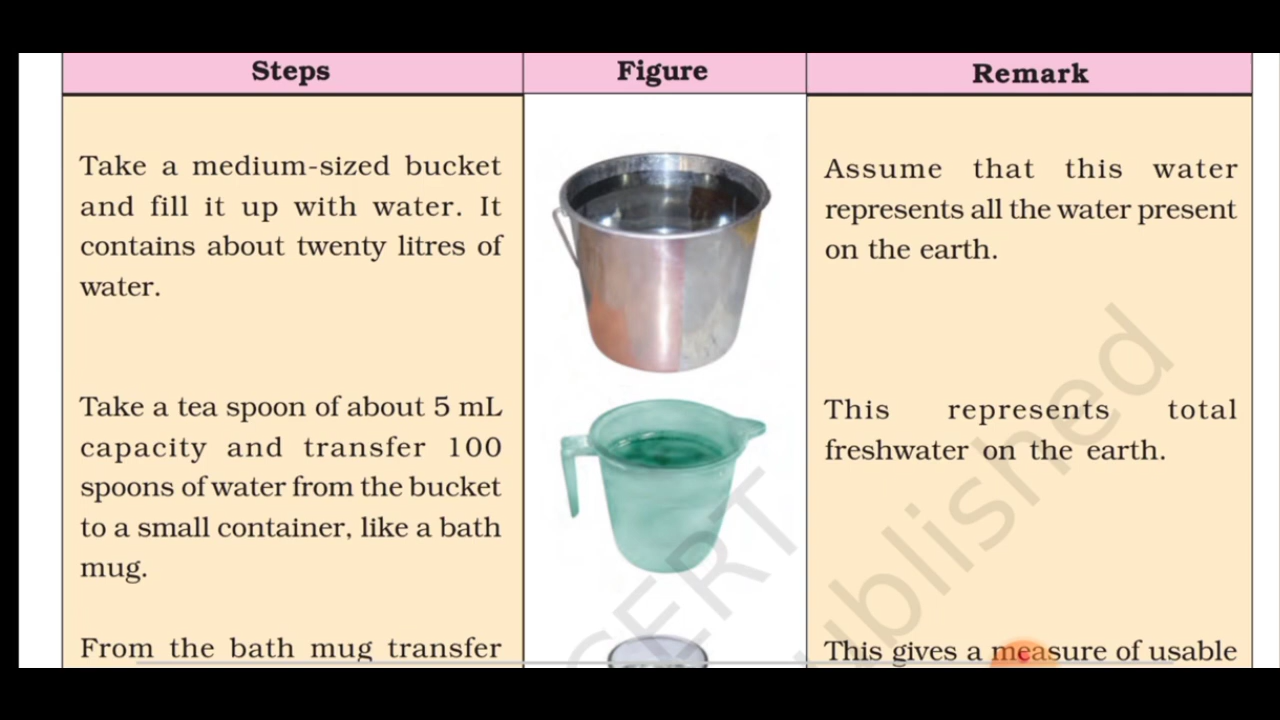 Steps
Figure
Remark
Take a medium-sized bucket
and fill it up with water. It
contains about twenty litres of
water.
Assume that this water
represents all the water present
on the earth.
Take a tea spoon of about 5 mL
capacity and transfer 100
spoons of water from the bucket
to a small container, like a bath
mug.
This represents total
freshwater on the earth.
From the bath mug transfer
This gives a measure of usable